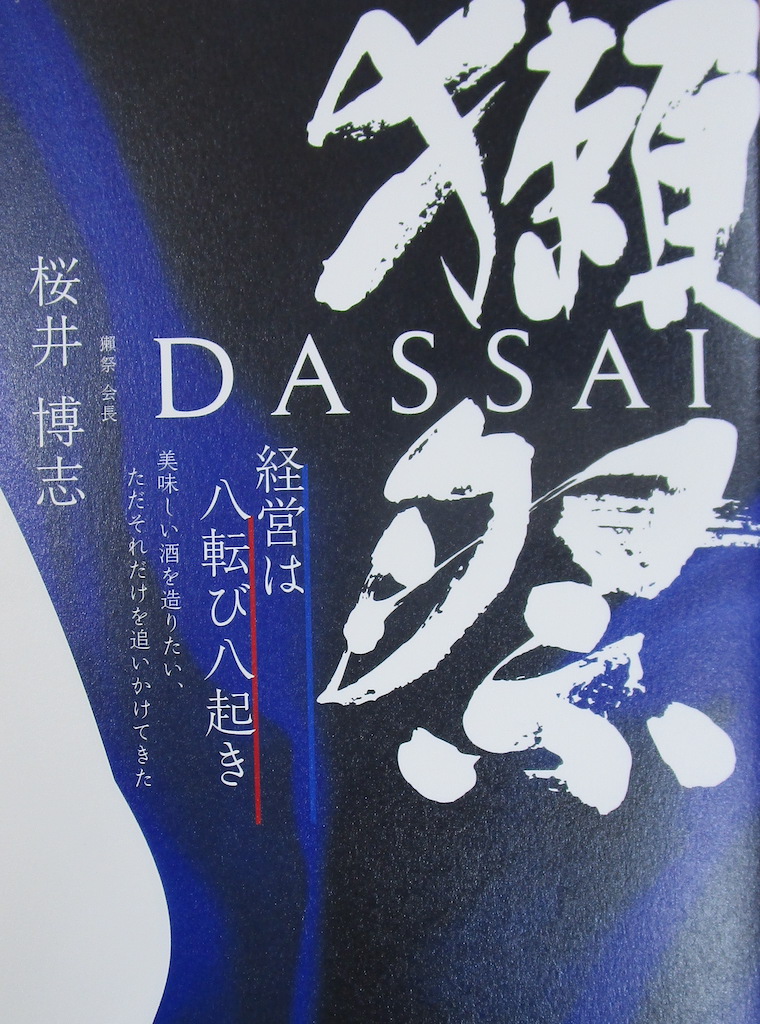 獺祭
DASSAI
経営は
八転び八起き
美味しい酒を造りたい、
ただそれだけを追いかけてきた
獺祭 会長
桜井 博志